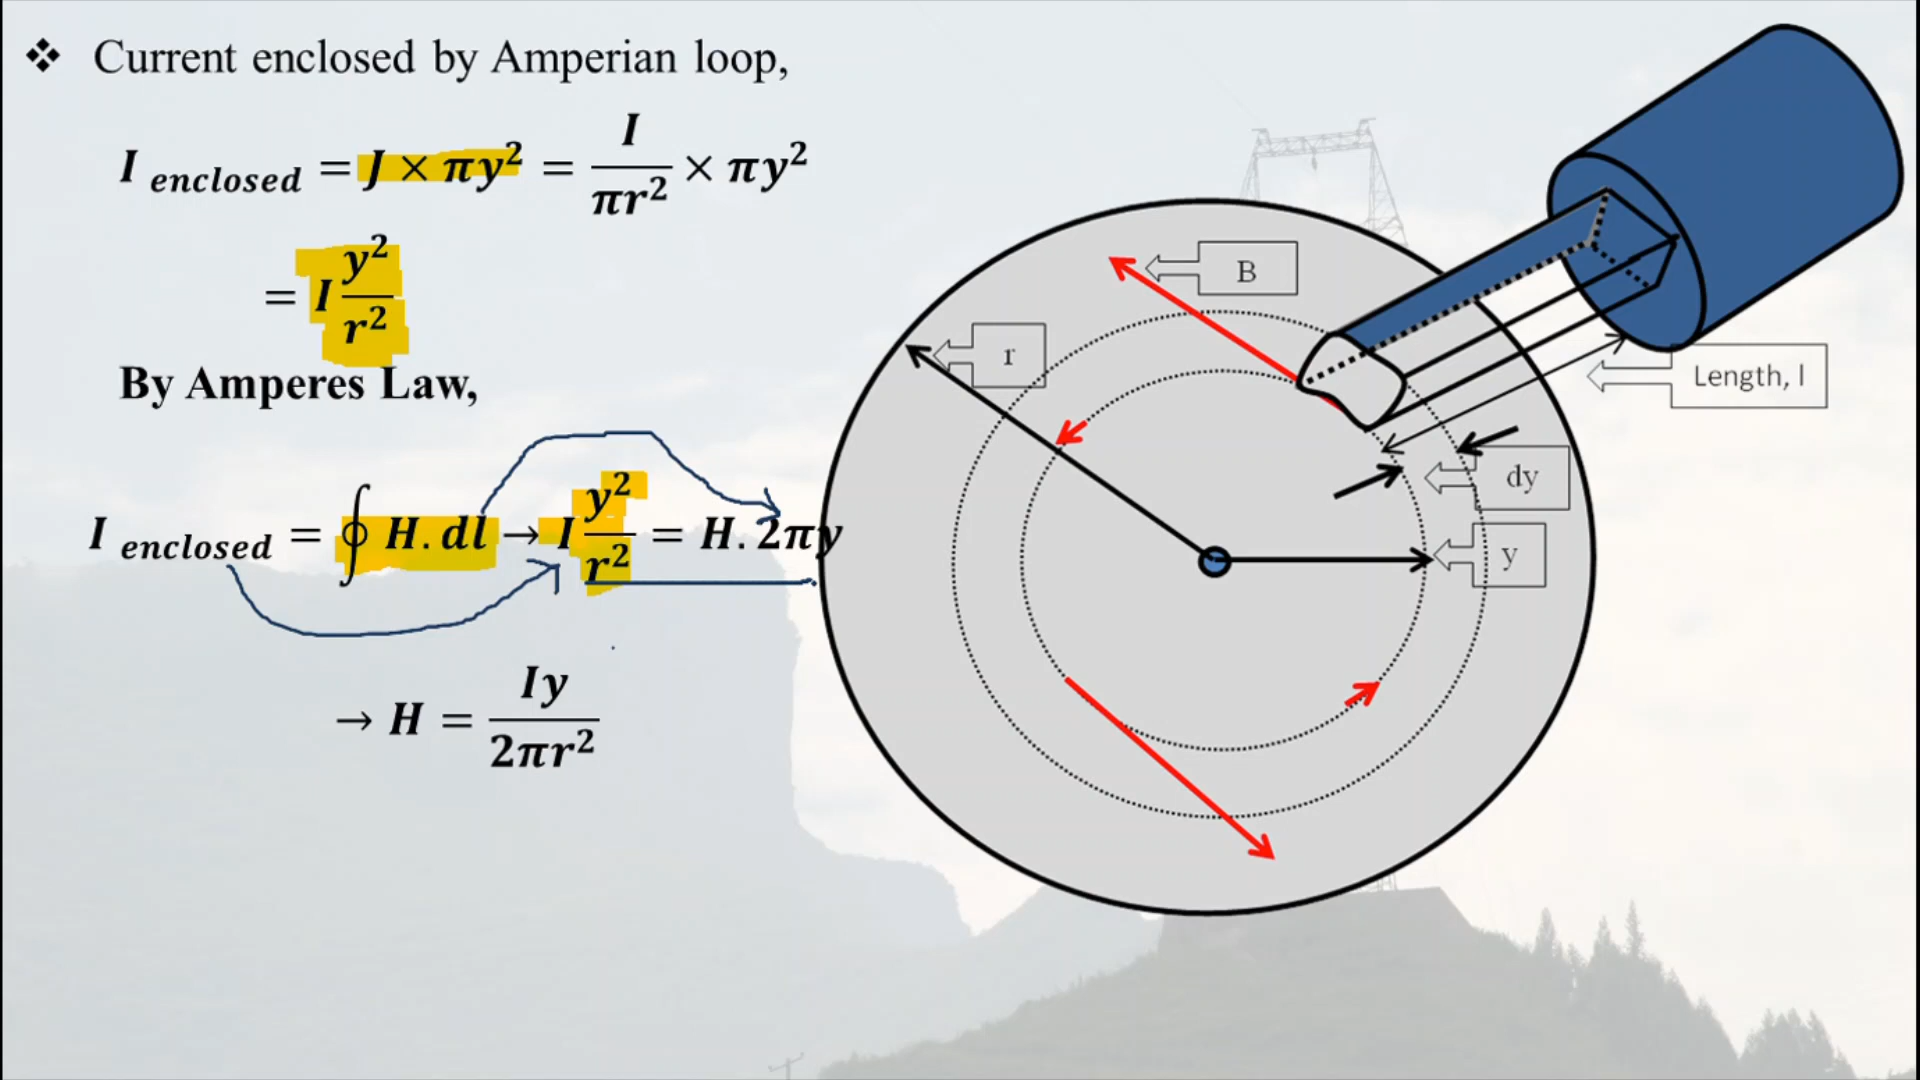 ❖ Current enclosed by Amperian loop,
I enclosed = J × πy² = I/πr² × πy²
= I y²/r²
By Amperes Law,
I enclosed = ∮ H. dl → I y²/r² = H. 2πy
→ H = Iy/2πr²
B
r
Length, l
dy
y